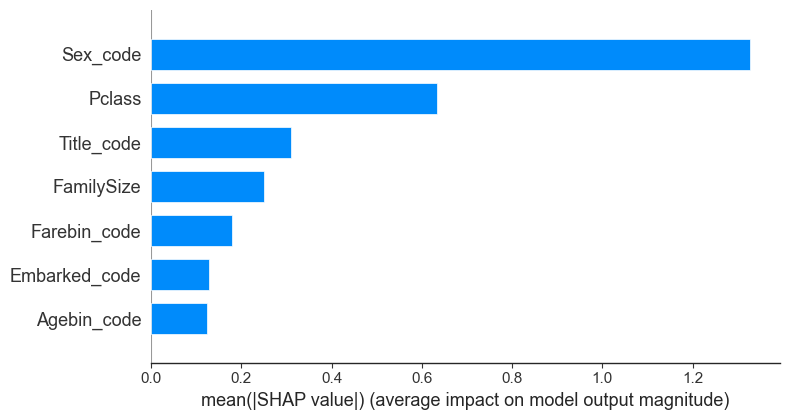 Sex_code
Pclass
Title_code
FamilySize
Farebin_code
Embarked_code
Agebin_code
0.0 0.2 0.4 0.6 0.8 1.0 1.2
mean(|SHAP value|) (average impact on model output magnitude)